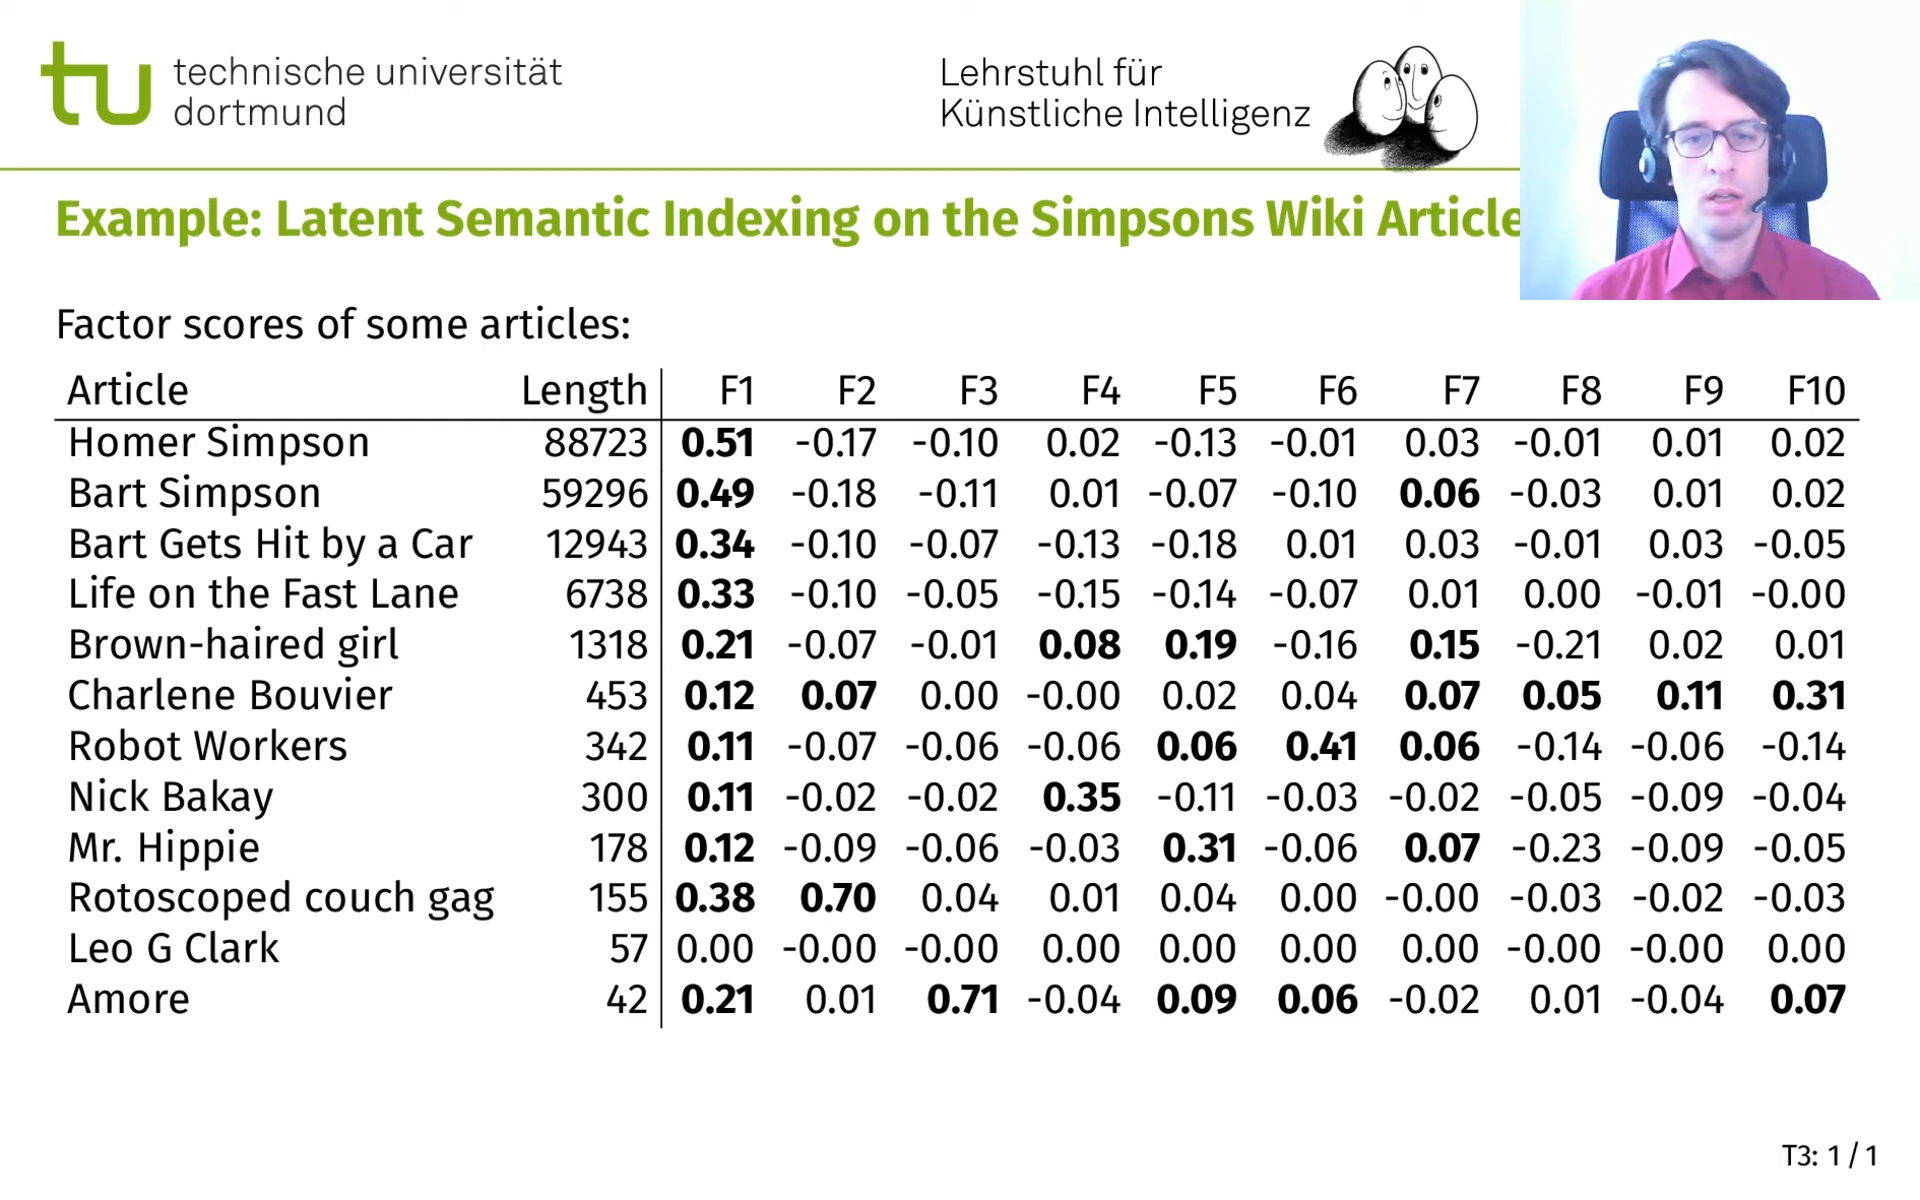 technische universität
dortmund
Lehrstuhl für
Künstliche Intelligenz
Example: Latent Semantic Indexing on the Simpsons Wiki Article
Factor scores of some articles:
Article Length F1 F2 F3 F4 F5 F6 F7 F8 F9 F10
Homer Simpson 88723 0.51 -0.17 -0.10 0.02 -0.13 -0.01 0.03 -0.01 0.01 0.02
Bart Simpson 59296 0.49 -0.18 -0.11 0.01 -0.07 -0.10 0.06 -0.03 0.01 0.02
Bart Gets Hit by a Car 12943 0.34 -0.10 -0.07 -0.13 -0.18 0.01 0.03 -0.01 0.03 -0.05
Life on the Fast Lane 6738 0.33 -0.10 -0.05 -0.15 -0.14 -0.07 0.01 0.00 -0.01 -0.00
Brown-haired girl 1318 0.21 -0.07 -0.01 0.08 0.19 -0.16 0.15 -0.21 0.02 0.01
Charlene Bouvier 453 0.12 0.07 0.00 -0.00 0.02 0.04 0.07 0.05 0.11 0.31
Robot Workers 342 0.11 -0.07 -0.06 -0.06 0.06 0.41 0.06 -0.14 -0.06 -0.14
Nick Bakay 300 0.11 -0.02 -0.02 0.35 -0.11 -0.03 -0.02 -0.05 -0.09 -0.04
Mr. Hippie 178 0.12 -0.09 -0.06 -0.03 0.31 -0.06 0.07 -0.23 -0.09 -0.05
Rotoscoped couch gag 155 0.38 0.70 0.04 0.01 0.04 0.00 -0.00 -0.03 -0.02 -0.03
Leo G Clark 57 0.00 -0.00 -0.00 0.00 0.00 0.00 0.00 -0.00 -0.00 0.00
Amore 42 0.21 0.01 0.71 -0.04 0.09 0.06 -0.02 0.01 -0.04 0.07
T3: 1 / 1